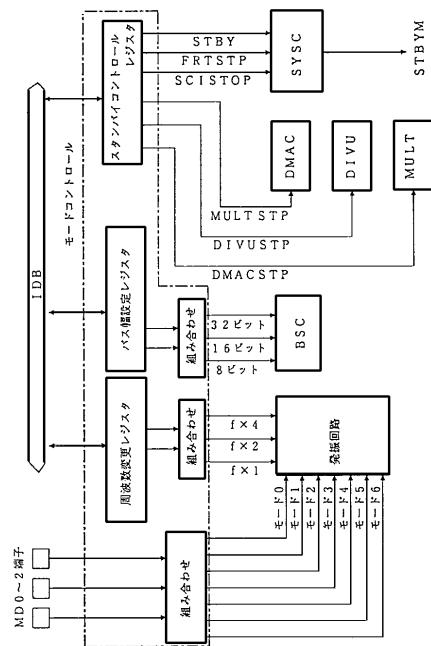 IDB
モードコントロール
MD0～2端子
周波数変更レジスタ
バス幅設定レジスタ
スタンバイコントロール
レジスタ
組み合わせ
組み合わせ
組み合わせ
モード0
モード1
モード2
モード3
モード4
モード5
モード6
f×1
f×2
f×4
発振回路
8ビット
16ビット
32ビット
BSC
DMACSTP
DIVUSTP
MULTSTP
SCISTOP
FRTSTP
STBY
DMAC
DIVU
MULT
SYSC
STBYM